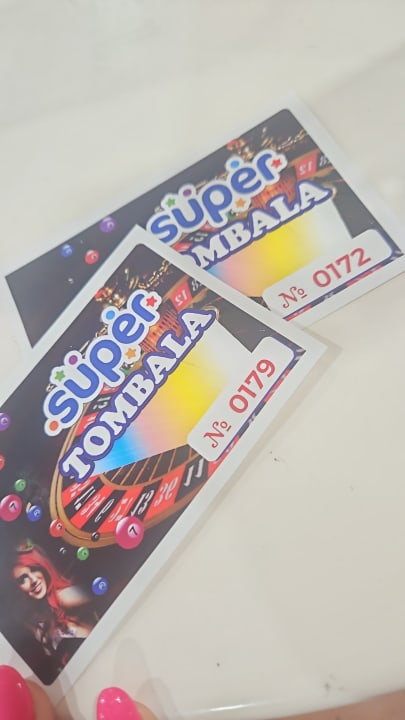 süper
TOMBALA
№ 0172
süper
TOMBALA
№ 0179